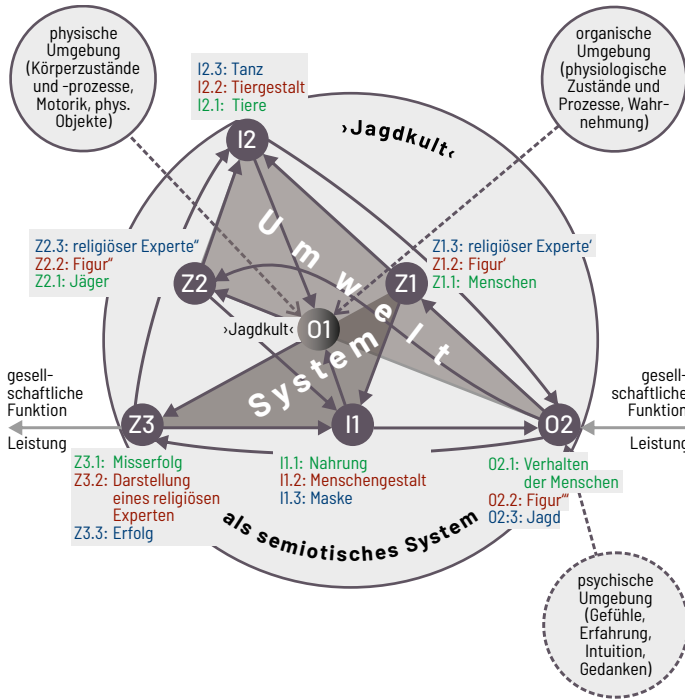 physische
Umgebung
(Körperzustände
und -prozesse,
Motorik, phys.
Objekte)
organische
Umgebung
(physiologische
Zustände und
Prozesse, Wahr-
nehmung)
I2.3: Tanz
I2.2: Tiergestalt
I2.1: Tiere
I2
›Jagdkult‹
Z2.3: religiöser Experte‘‘
Z2.2: Figur‘‘
Z2.1: Jäger
Z2
Umwelt
Z1.3: religiöser Experte‘
Z1.2: Figur‘
Z1.1: Menschen
Z1
›Jagdkult‹
O1
System
gesell-
schaftliche
Funktion
Leistung
Z3
I1
O2
gesell-
schaftliche
Funktion
Leistung
Z3.1: Misserfolg
Z3.2: Darstellung
eines religiösen
Experten
Z3.3: Erfolg
I1.1: Nahrung
I1.2: Menschengestalt
I1.3: Maske
O2.1: Verhalten
der Menschen
O2.2: Figur‘‘‘
O2:3: Jagd
als semiotisches System
psychische
Umgebung
(Gefühle,
Erfahrung,
Intuition,
Gedanken)